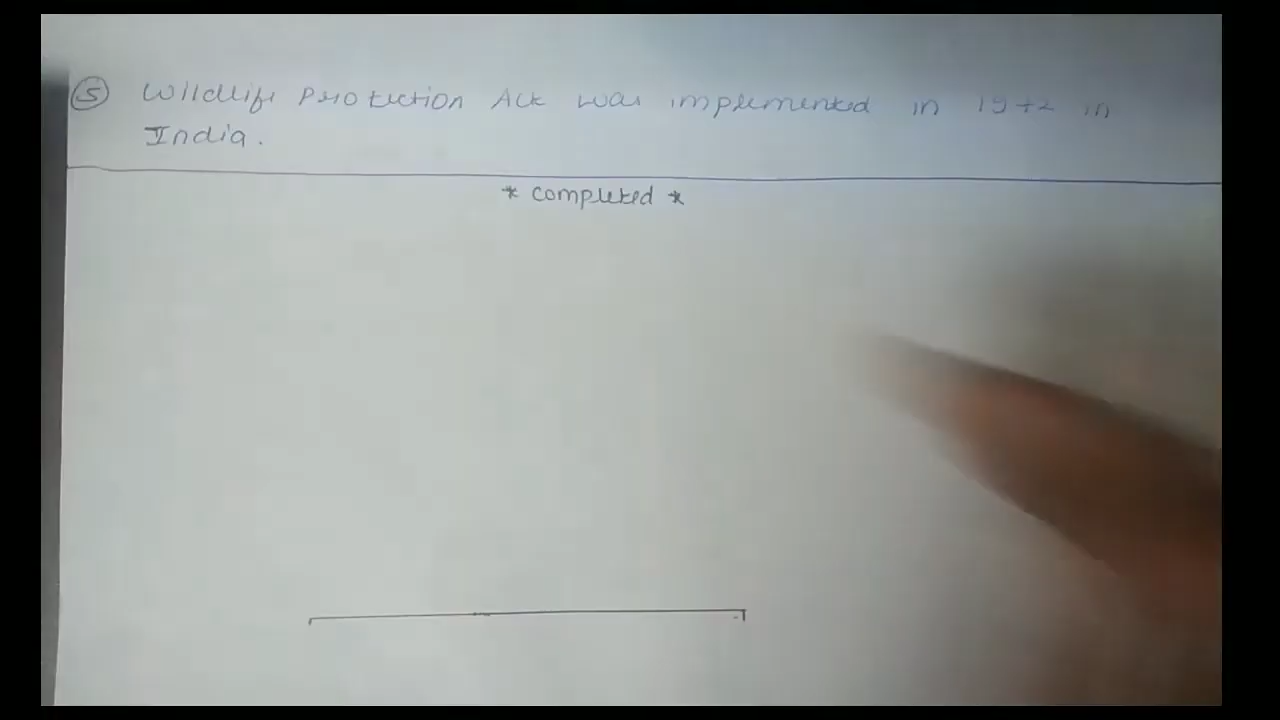 5 Wildlife Protection Act was implemented in 1972 in
India.
* completed *